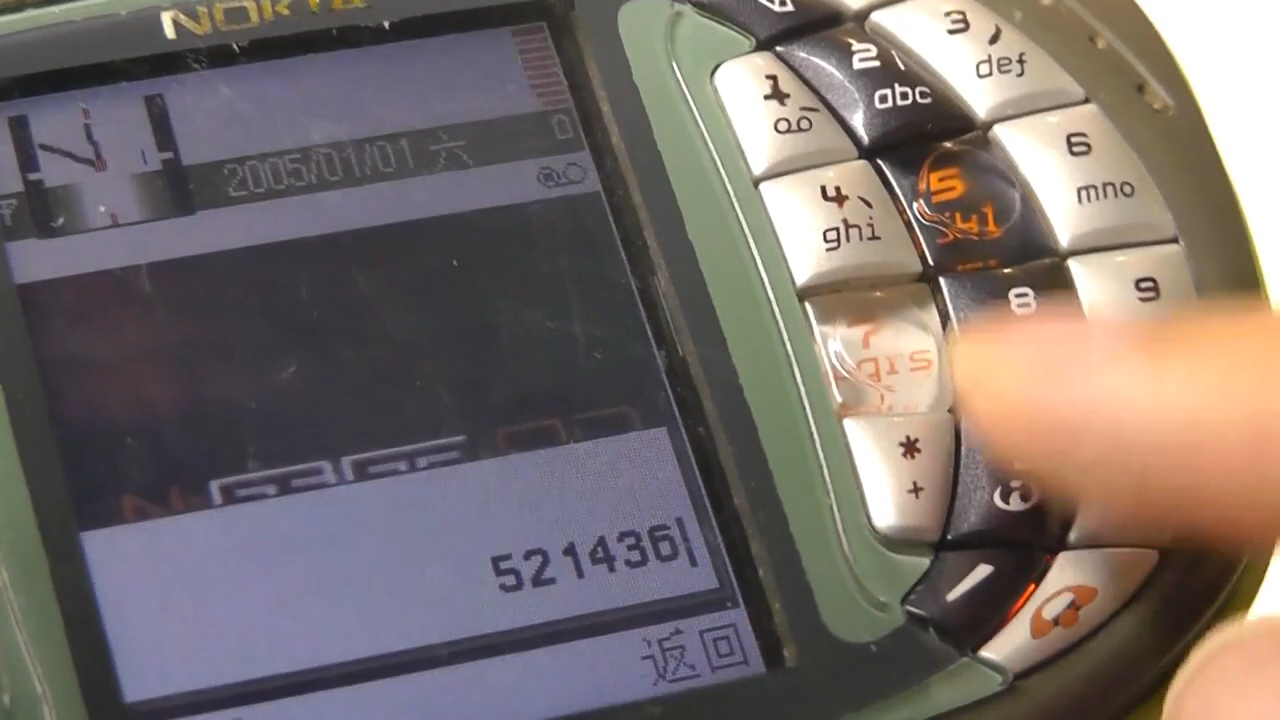 NOKIA
2005/01/01 六
521436
返回
1
2
abc
3
def
4
ghi
5
jkl
6
mno
7
pqrs
8
9
*
+